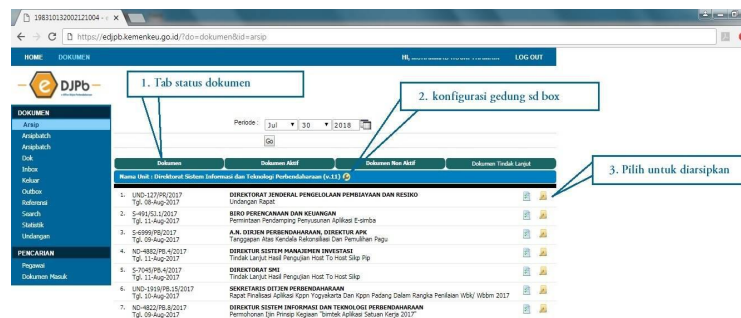 198310132002121004 -
https://edjpb.kemenkeu.go.id/?do=dokumen&id=arsip
HOME DOKUMEN LOG OUT
e DJPb
1. Tab status dokumen
2. konfigurasi gedung sd box
3. Pilih untuk diarsipkan
DOKUMEN
Arsip
Arsipbatch
Arsipbatch
Dok
Inbox
Keluar
Outbox
Referensi
Search
Statistik
Undangan
PENCARIAN
Pegawai
Dokumen Masuk
Periode : Jul 30 2018
Go
Dokumen Dokumen Aktif Dokumen Non Aktif Dokumen Tindak Lanjut
Nama Unit : Direktorat Sistem Informasi dan Teknologi Perbendaharaan (v.11)
1. UND-127/PR/2017 DIREKTORAT JENDERAL PENGELOLAAN PEMBIAYAAN DAN RESIKO
Tgl. 08-Aug-2017 Undangan Rapat
2. S-491/SJ.1/2017 BIRO PERENCANAAN DAN KEUANGAN
Tgl. 11-Aug-2017 Permintaan Pendamping Penyusunan Aplikasi E-simba
3. S-6999/PB/2017 A.N. DIRJEN PERBENDAHARAAN, DIREKTUR APK
Tgl. 09-Aug-2017 Tanggapan Atas Kendala Rekonsiliasi Dan Pemulihan Pagu
4. ND-4882/PB.4/2017 DIREKTUR SISTEM MANAJEMEN INVESTASI
Tgl. 11-Aug-2017 Tindak Lanjut Hasil Pengujian Host To Host Sikp Pip
5. S-7045/PB.4/2017 DIREKTORAT SMI
Tgl. 11-Aug-2017 Tindak Lanjut Hasil Pengujian Host To Host Sikp
6. UND-1919/PB.15/2017 SEKRETARIS DITJEN PERBENDAHARAAN
Tgl. 10-Aug-2017 Rapat Finalisasi Aplikasi Kppn Yogyakarta Dan Kppn Padang Dalam Rangka Penilaian Wbk/ Wbbm 2017
7. ND-4822/PB.8/2017 DIREKTUR SISTEM INFORMASI DAN TEKNOLOGI PERBENDAHARAAN
Tgl. 09-Aug-2017 Permohonan Ijin Prinsip Kegiaan "bimtek Aplikasi Satuan Kerja 2017"